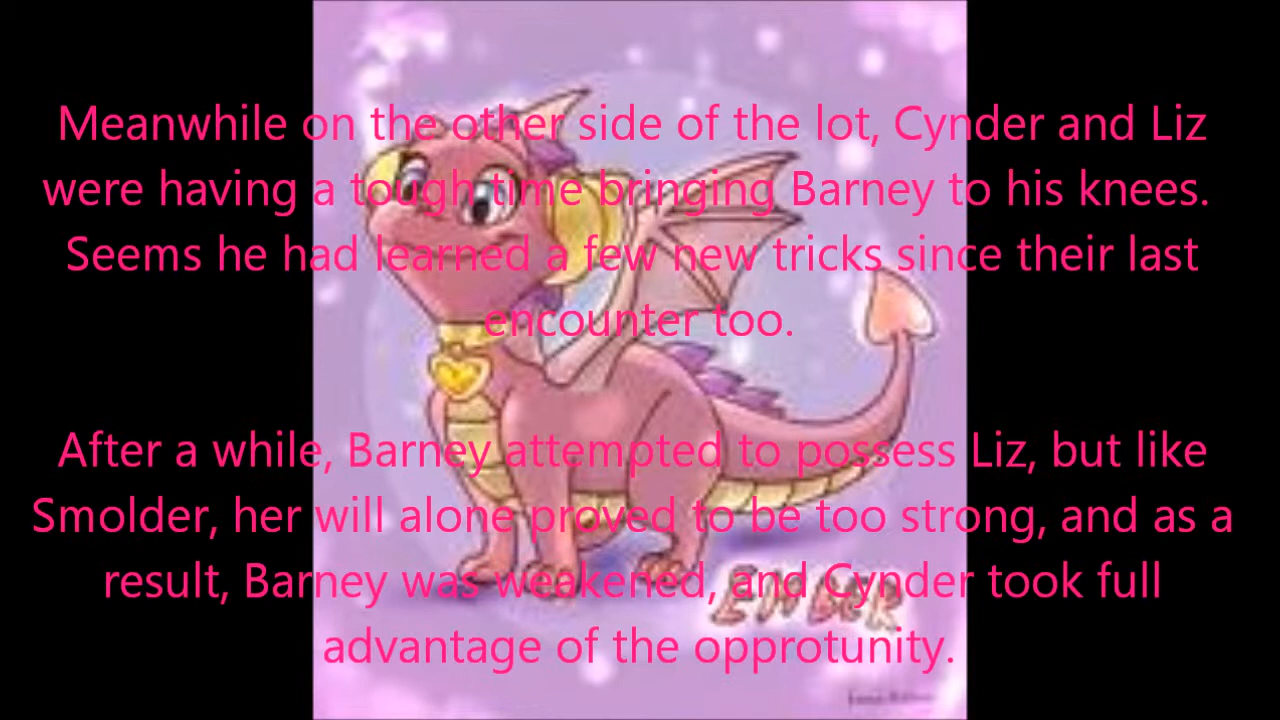 Meanwhile on the other side of the lot, Cynder and Liz
were having a tough time bringing Barney to his knees.
Seems he had learned a few new tricks since their last
encounter too.
After a while, Barney attempted to possess Liz, but like
Smolder, her will alone proved to be too strong, and as a
result, Barney was weakened, and Cynder took full
EMBER
advantage of the opprotunity.